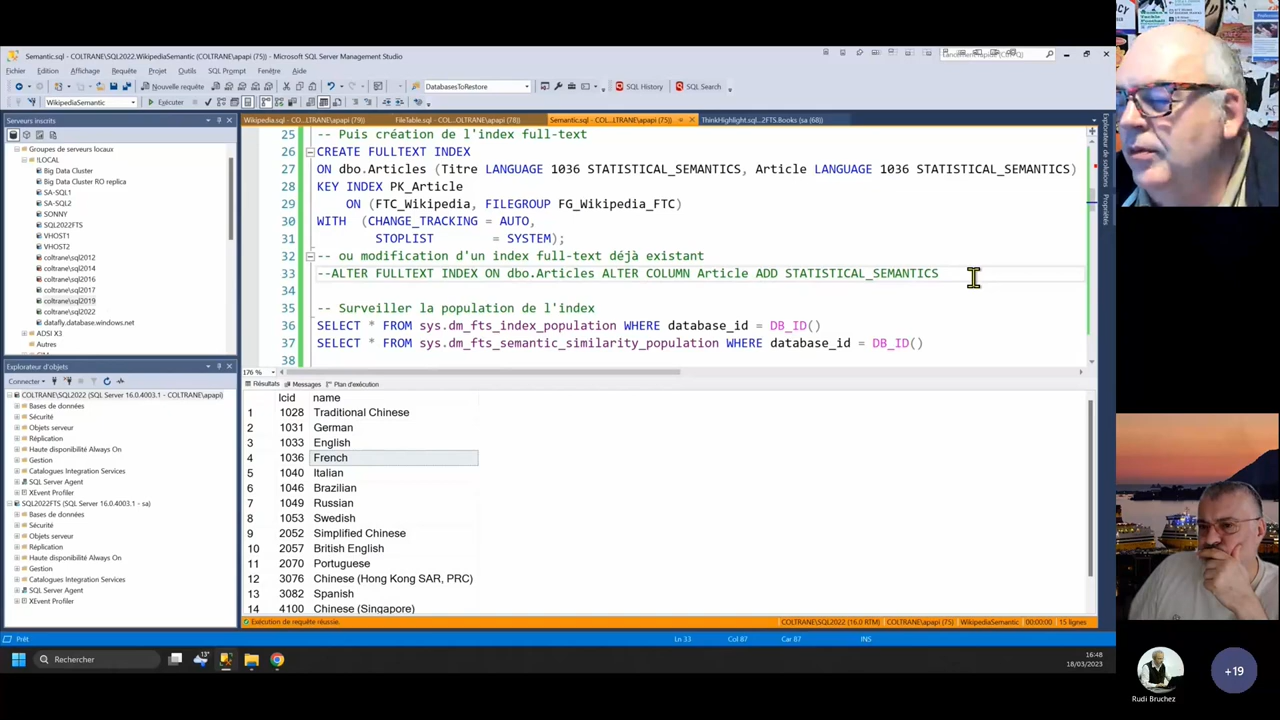 Semantic.sql - COLTRANE\SQL2022.WikipediaSemantic (COLTRANE\apapi (75)) - Microsoft SQL Server Management Studio
Fichier Edition Affichage Requête Projet Outils SQL Prompt Fenêtre Aide
Nouvelle requête DatabasesToRestore SQL History SQL Search
WikipediaSemantic Exécuter
Serveurs inscrits
Groupes de serveurs locaux
!LOCAL
Big Data Cluster
Big Data Cluster RO replica
SA-SQL1
SA-SQL2
SONNY
SQL2022FTS
VHOST1
VHOST2
coltrane\sql2012
coltrane\sql2014
coltrane\sql2016
coltrane\sql2017
coltrane\sql2019
coltrane\sql2022
datafly.database.windows.net
ADSI X3
Autres
Explorateur d'objets
Connecter
COLTRANE\SQL2022 (SQL Server 16.0.4003.1 - COLTRANE\apapi)
Bases de données
Sécurité
Objets serveur
Réplication
Haute disponibilité Always On
Gestion
Catalogues Integration Services
SQL Server Agent
XEvent Profiler
SQL2022FTS (SQL Server 16.0.4003.1 - sa)
Bases de données
Sécurité
Objets serveur
Réplication
Haute disponibilité Always On
Gestion
Catalogues Integration Services
SQL Server Agent
XEvent Profiler
Wikipedia.sql - COL...LTRANE\apapi (79)) FileTable.sql - COL...OLTRANE\apapi (78)) Semantic.sql - COL...LTRANE\apapi (75)) ThinkHighlight.sql...2FTS.Books (sa (68))
25 -- Puis création de l'index full-text
26 CREATE FULLTEXT INDEX
27 ON dbo.Articles (Titre LANGUAGE 1036 STATISTICAL_SEMANTICS, Article LANGUAGE 1036 STATISTICAL_SEMANTICS)
28 KEY INDEX PK_Article
29 ON (FTC_Wikipedia, FILEGROUP FG_Wikipedia_FTC)
30 WITH (CHANGE_TRACKING = AUTO,
31 STOPLIST = SYSTEM);
32 -- ou modification d'un index full-text déjà existant
33 --ALTER FULLTEXT INDEX ON dbo.Articles ALTER COLUMN Article ADD STATISTICAL_SEMANTICS
34
35 -- Surveiller la population de l'index
36 SELECT * FROM sys.dm_fts_index_population WHERE database_id = DB_ID()
37 SELECT * FROM sys.dm_fts_semantic_similarity_population WHERE database_id = DB_ID()
38
176 %
Résultats Messages Plan d'exécution
lcid name
1 1028 Traditional Chinese
2 1031 German
3 1033 English
4 1036 French
5 1040 Italian
6 1046 Brazilian
7 1049 Russian
8 1053 Swedish
9 2052 Simplified Chinese
10 2057 British English
11 2070 Portuguese
12 3076 Chinese (Hong Kong SAR, PRC)
13 3082 Spanish
14 4100 Chinese (Singapore)
Exécution de requête réussie. COLTRANE\SQL2022 (16.0 RTM) COLTRANE\apapi (75) WikipediaSemantic 00:00:00 15 lignes
Prêt Ln 33 Col 87 Car 87 INS
Explorateur de solutions
Propriétés
Rechercher
13°
16:48
18/03/2023
Rudi Bruchez
+19